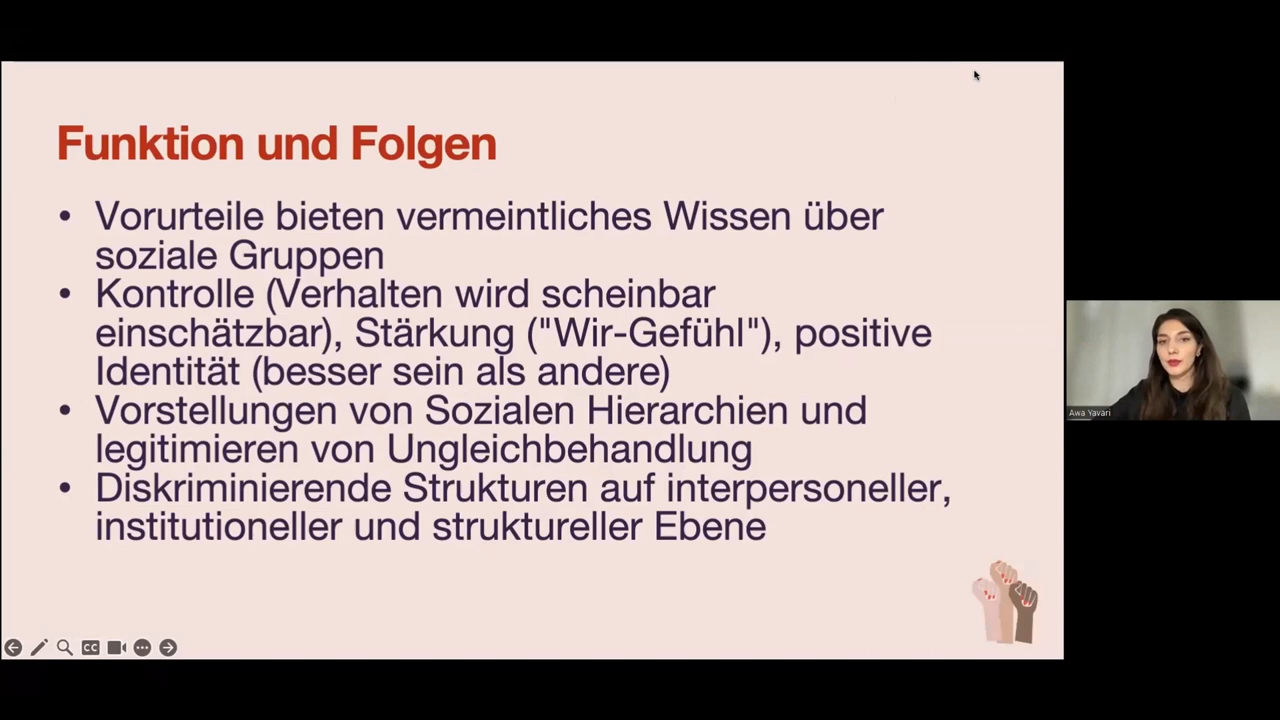 Funktion und Folgen
• Vorurteile bieten vermeintliches Wissen über
soziale Gruppen
• Kontrolle (Verhalten wird scheinbar
einschätzbar), Stärkung ("Wir-Gefühl"), positive
Identität (besser sein als andere)
• Vorstellungen von Sozialen Hierarchien und
legitimieren von Ungleichbehandlung
• Diskriminierende Strukturen auf interpersoneller,
institutioneller und struktureller Ebene
Awa Yavari
CC